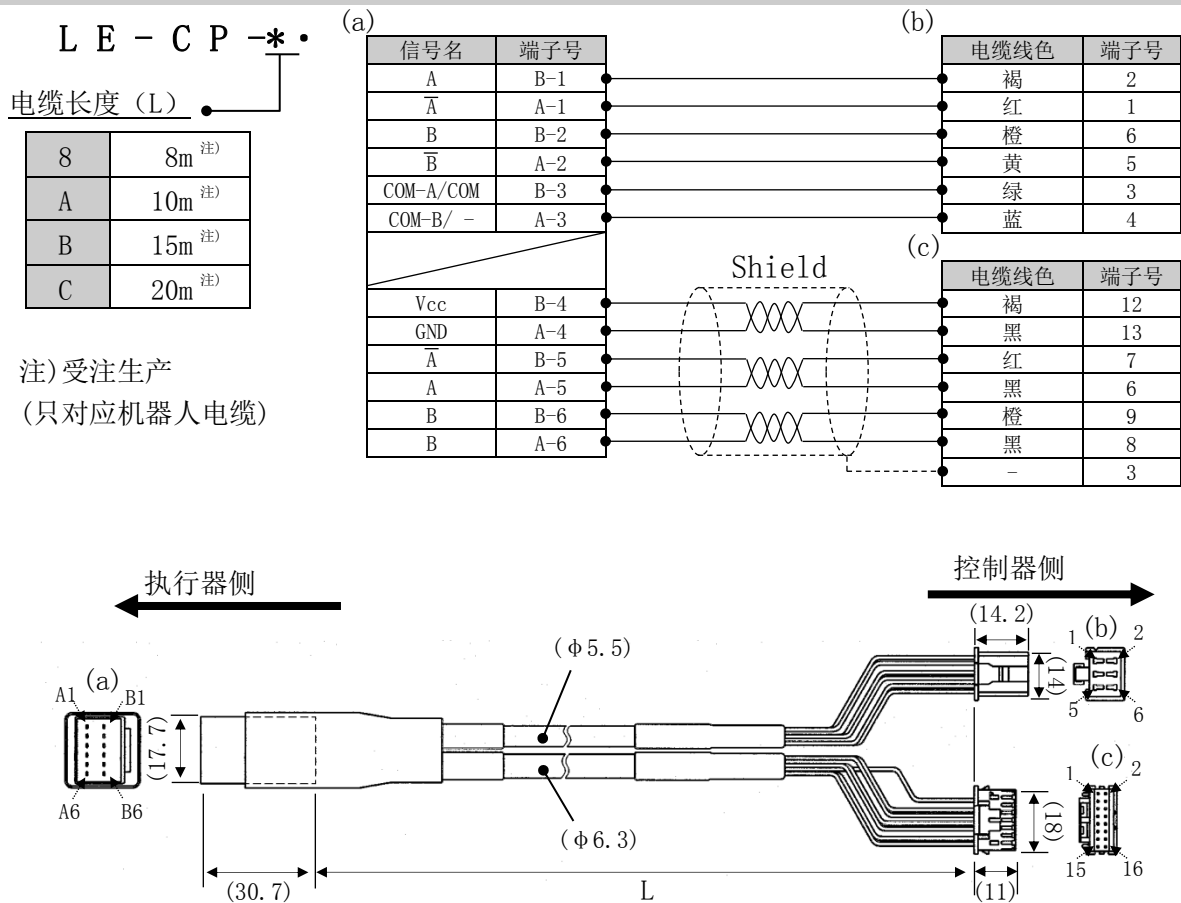 LE-CP-*・
电缆长度（L）
8 8m 注)
A 10m 注)
B 15m 注)
C 20m 注)
注)受注生产
(只对应机器人电缆)
(a)
信号名 端子号
A B-1
A̅ A-1
B B-2
B̅ A-2
COM-A/COM B-3
COM-B/ - A-3
Vcc B-4
GND A-4
A̅ B-5
A A-5
B B-6
B A-6
Shield
(b)
电缆线色 端子号
褐 2
红 1
橙 6
黄 5
绿 3
蓝 4
(c)
电缆线色 端子号
褐 12
黑 13
红 7
黑 6
橙 9
黑 8
- 3
执行器侧
控制器侧
(a)
A1 B1
A6 B6
(17.7)
(30.7)
(φ5.5)
(φ6.3)
L
(14.2)
(14)
(b)
1 2
5 6
(18)
(11)
(c)
1 2
15 16